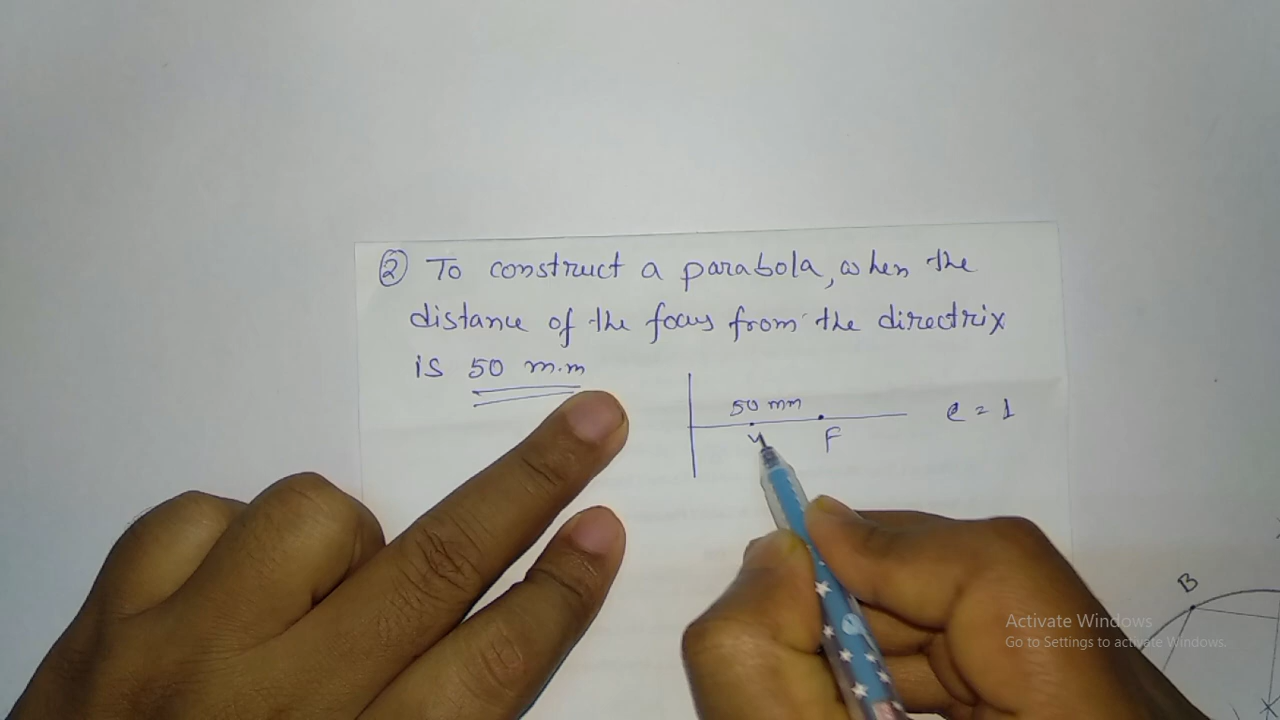 ② To construct a parabola, when the
distance of the focus from the directrix
is 50 m.m
50 mm
e = 1
V
F
B
Activate Windows
Go to Settings to activate Windows.